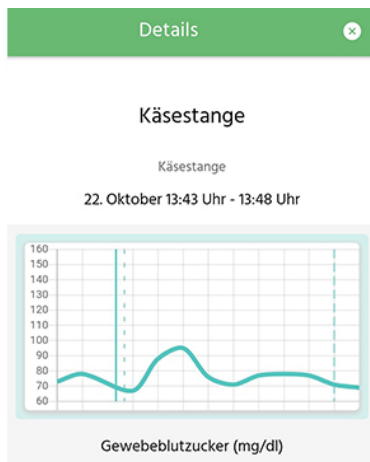 Details
Käsestange
Käsestange
22. Oktober 13:43 Uhr - 13:48 Uhr
160
150
140
130
120
110
100
90
80
70
60
Gewebeblutzucker (mg/dl)